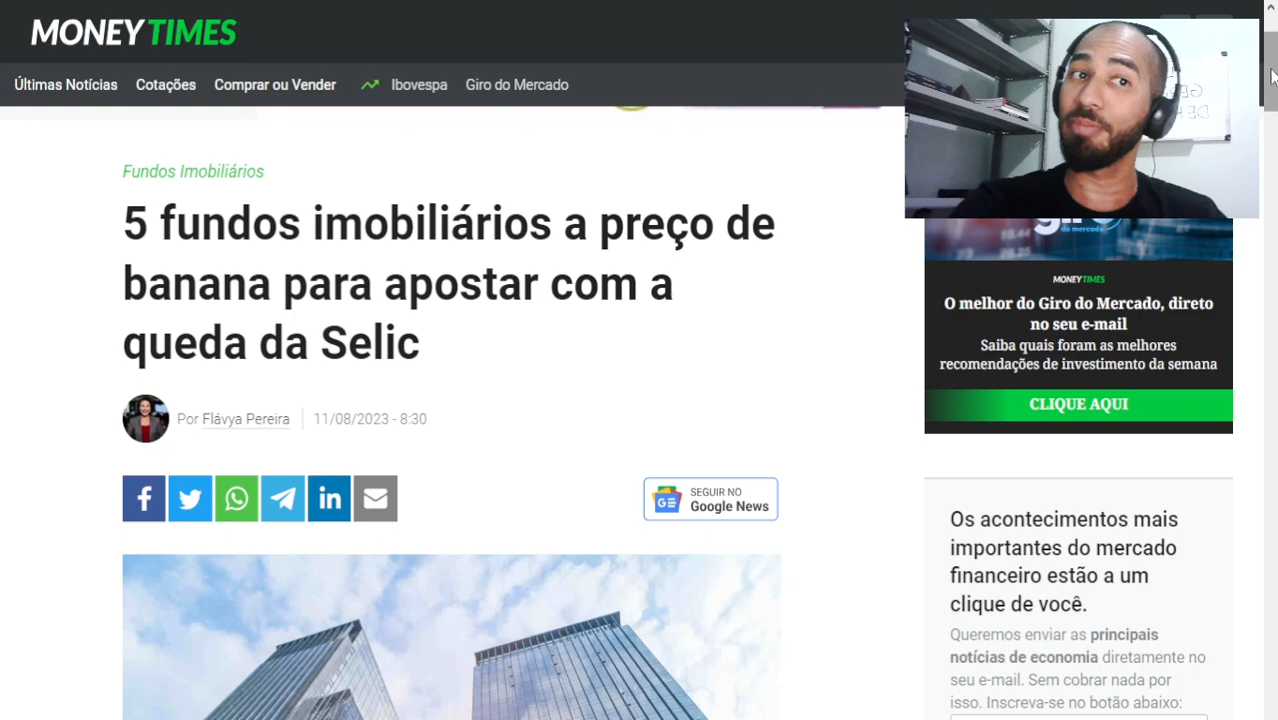 MONEY TIMES
Últimas Notícias Cotações Comprar ou Vender Ibovespa Giro do Mercado
Fundos Imobiliários
5 fundos imobiliários a preço de
banana para apostar com a
queda da Selic
Por Flávya Pereira 11/08/2023 - 8:30
SEGUIR NO
Google News
giro
do mercado
MONEY TIMES
O melhor do Giro do Mercado, direto
no seu e-mail
Saiba quais foram as melhores
recomendações de investimento da semana
CLIQUE AQUI
Os acontecimentos mais
importantes do mercado
financeiro estão a um
clique de você.
Queremos enviar as principais
notícias de economia diretamente no
seu e-mail. Sem cobrar nada por
isso. Inscreva-se no botão abaixo: